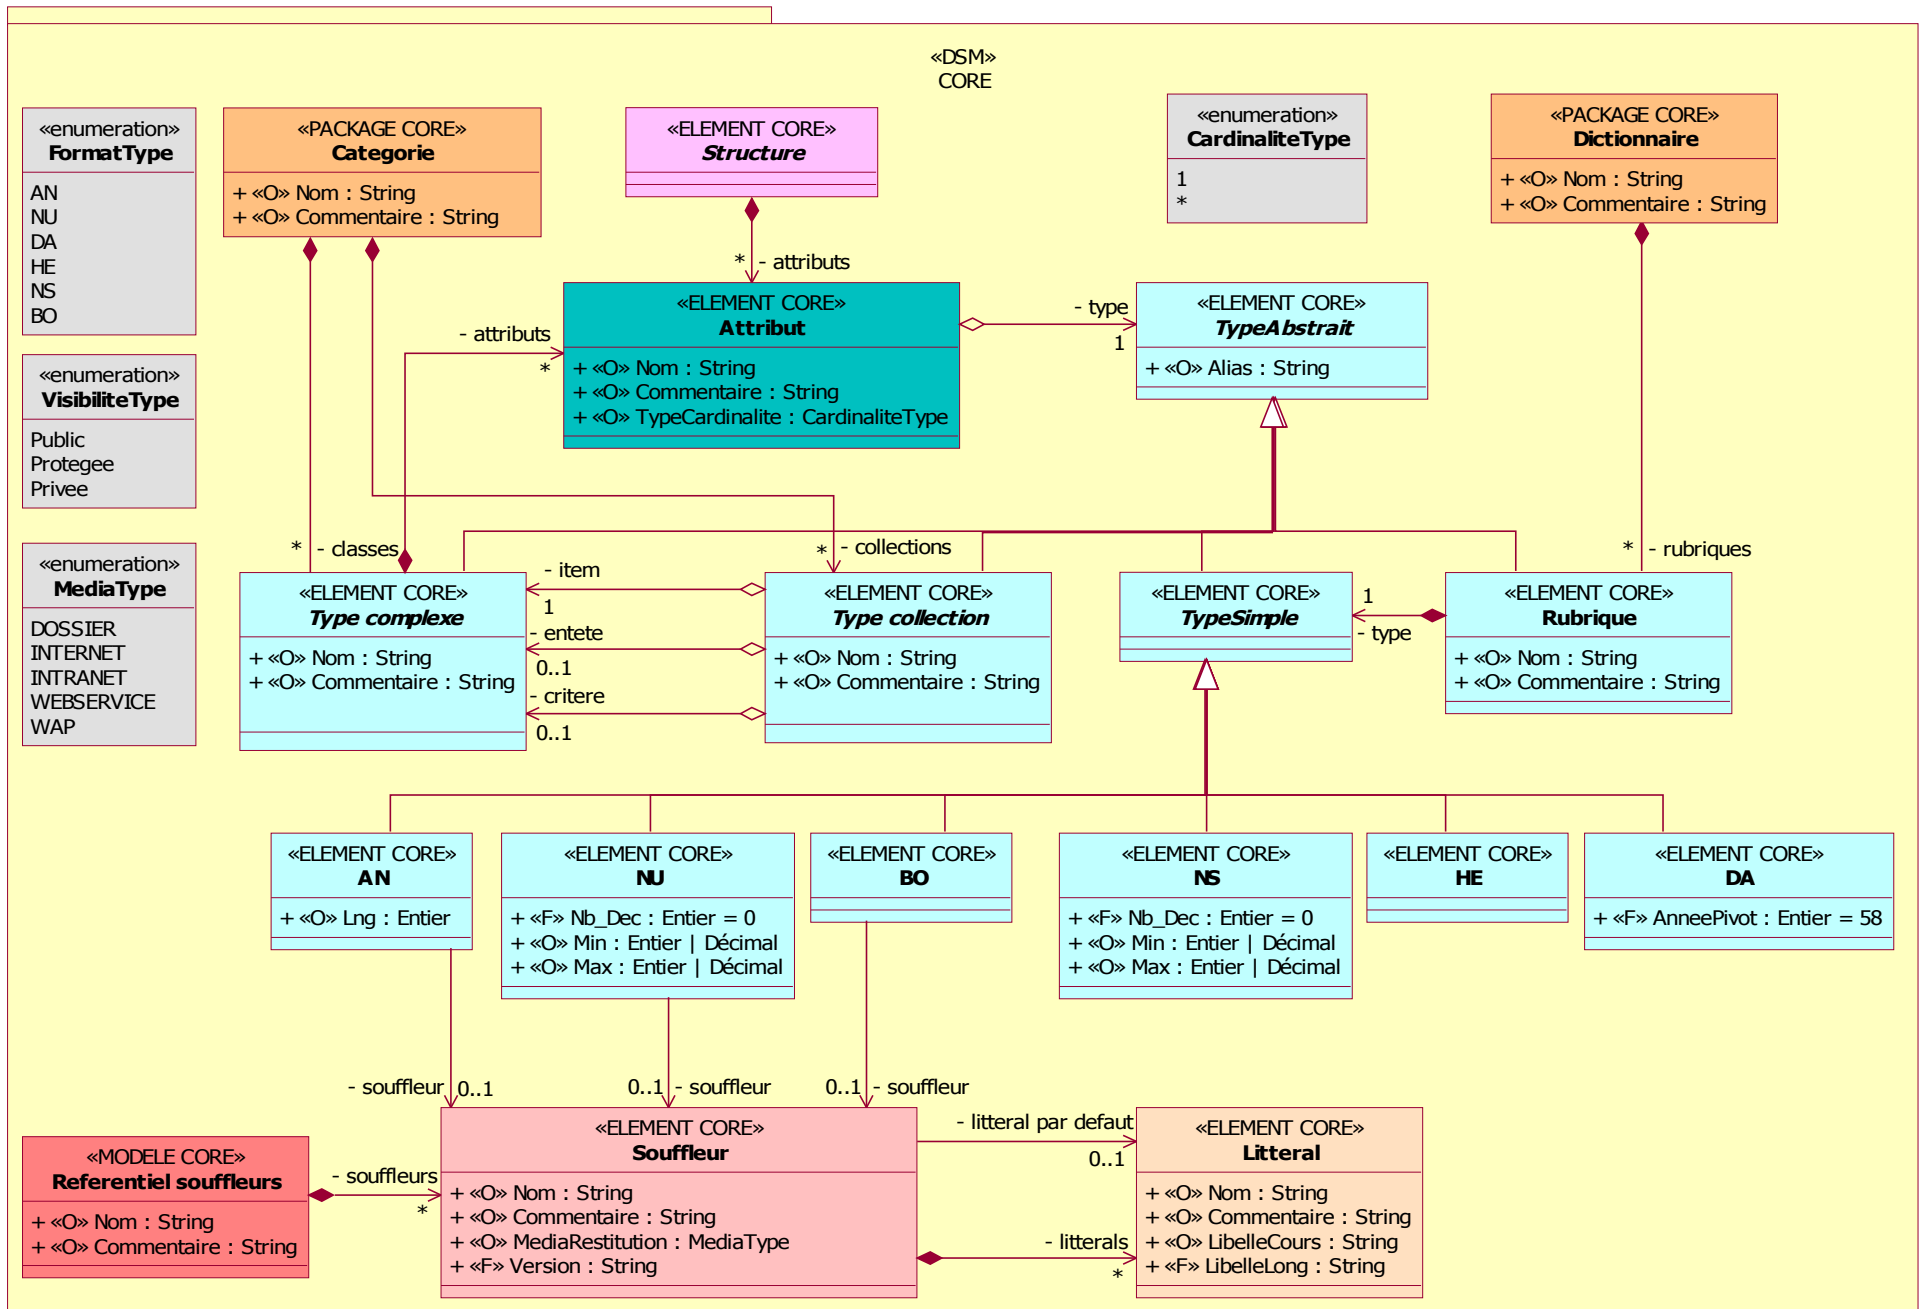 «DSM»
CORE
«enumeration»
FormatType
AN
NU
DA
HE
NS
BO
«PACKAGE CORE»
Categorie
+ «O» Nom : String
+ «O» Commentaire : String
«ELEMENT CORE»
Structure
«enumeration»
CardinaliteType
1
*
«PACKAGE CORE»
Dictionnaire
+ «O» Nom : String
+ «O» Commentaire : String
* - attributs
«ELEMENT CORE»
Attribut
+ «O» Nom : String
+ «O» Commentaire : String
+ «O» TypeCardinalite : CardinaliteType
- type
1
«ELEMENT CORE»
TypeAbstrait
+ «O» Alias : String
- attributs
*
«enumeration»
VisibiliteType
Public
Protegee
Privee
«enumeration»
MediaType
DOSSIER
INTERNET
INTRANET
WEBSERVICE
WAP
* - classes
* - collections
* - rubriques
«ELEMENT CORE»
Type complexe
+ «O» Nom : String
+ «O» Commentaire : String
- item
1
- entete
0..1
- critere
0..1
«ELEMENT CORE»
Type collection
+ «O» Nom : String
+ «O» Commentaire : String
«ELEMENT CORE»
TypeSimple
1
- type
«ELEMENT CORE»
Rubrique
+ «O» Nom : String
+ «O» Commentaire : String
«ELEMENT CORE»
AN
+ «O» Lng : Entier
«ELEMENT CORE»
NU
+ «F» Nb_Dec : Entier = 0
+ «O» Min : Entier | Décimal
+ «O» Max : Entier | Décimal
«ELEMENT CORE»
BO
«ELEMENT CORE»
NS
+ «F» Nb_Dec : Entier = 0
+ «O» Min : Entier | Décimal
+ «O» Max : Entier | Décimal
«ELEMENT CORE»
HE
«ELEMENT CORE»
DA
+ «F» AnneePivot : Entier = 58
- souffleur 0..1
0..1 - souffleur
0..1 - souffleur
«MODELE CORE»
Referentiel souffleurs
+ «O» Nom : String
+ «O» Commentaire : String
- souffleurs
*
«ELEMENT CORE»
Souffleur
+ «O» Nom : String
+ «O» Commentaire : String
+ «O» MediaRestitution : MediaType
+ «F» Version : String
- litteral par defaut
0..1
- litterals
*
«ELEMENT CORE»
Litteral
+ «O» Nom : String
+ «O» Commentaire : String
+ «O» LibelleCours : String
+ «F» LibelleLong : String